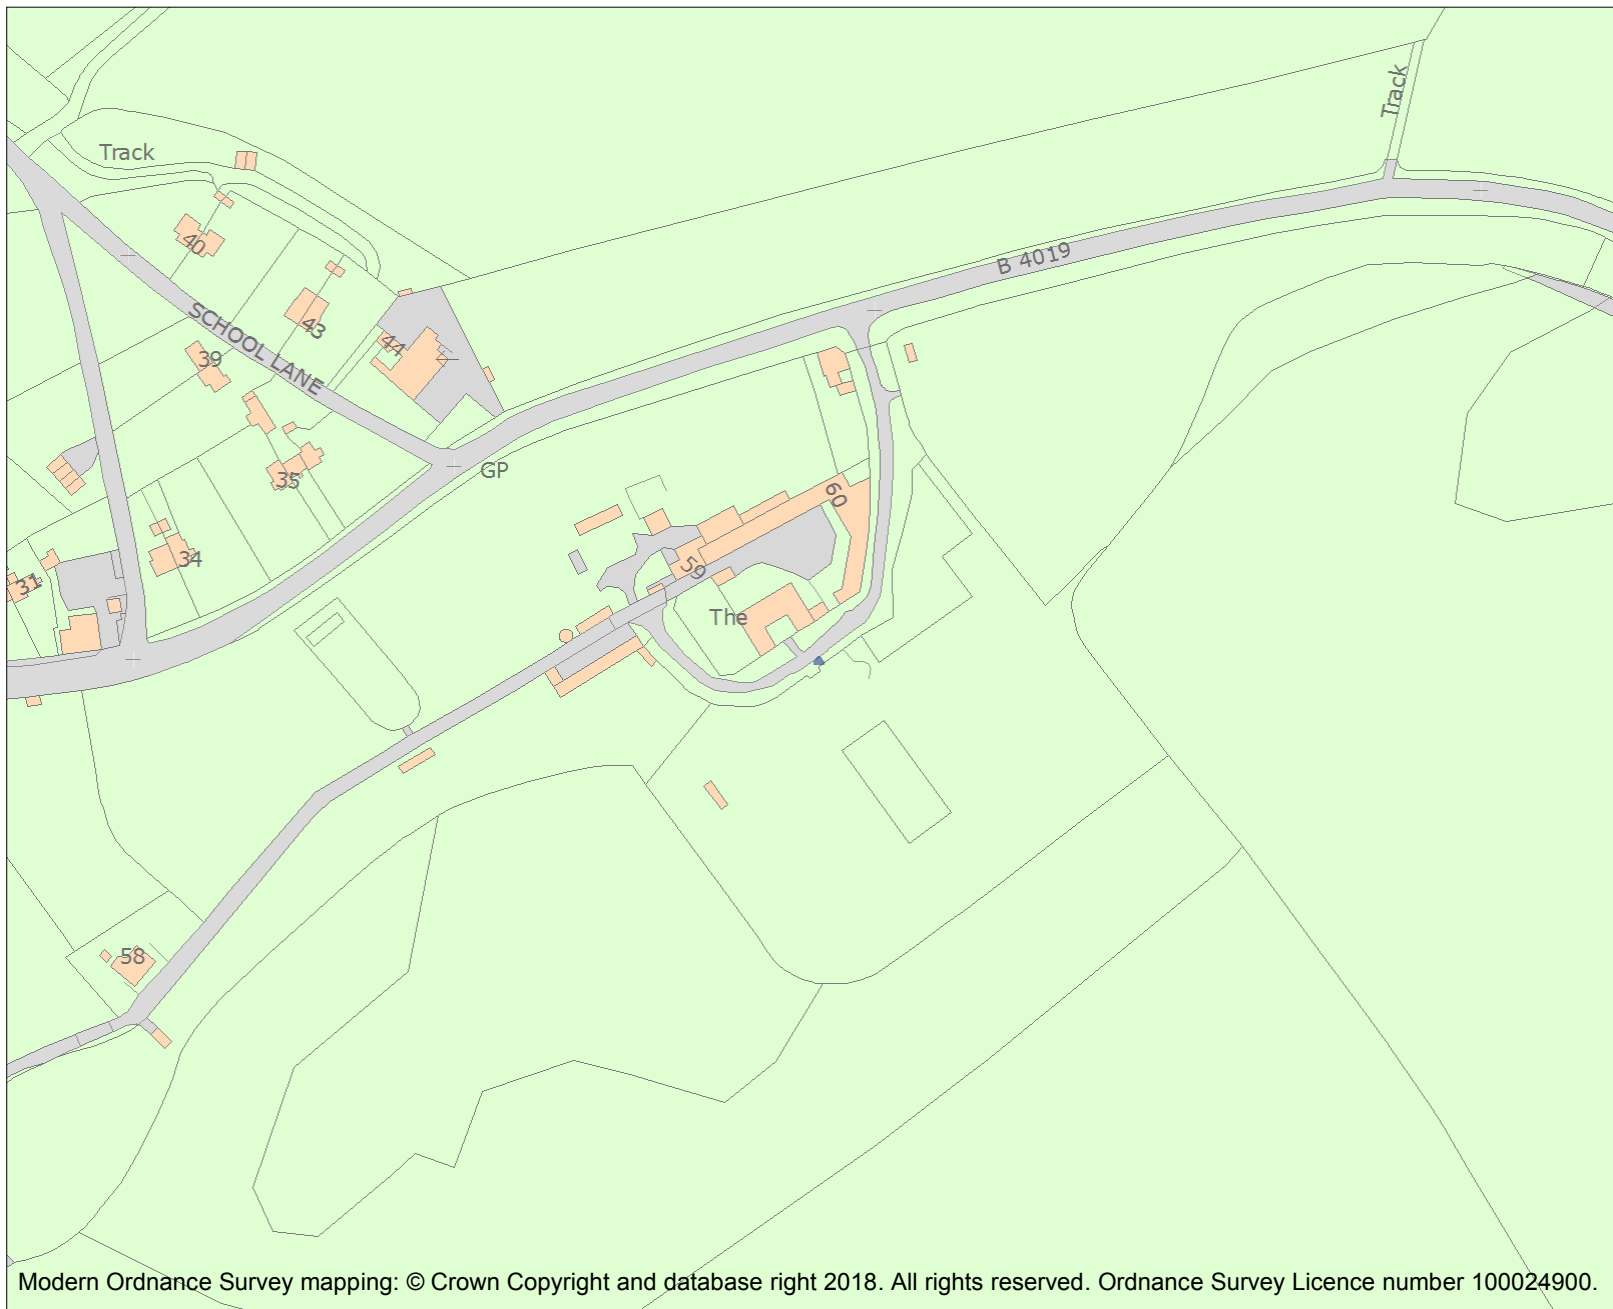 Track
Track
40
B 4019
SCHOOL LANE
43
44
39
GP
35
60
34
59
31
The
58
Modern Ordnance Survey mapping: © Crown Copyright and database right 2018. All rights reserved. Ordnance Survey Licence number 100024900.